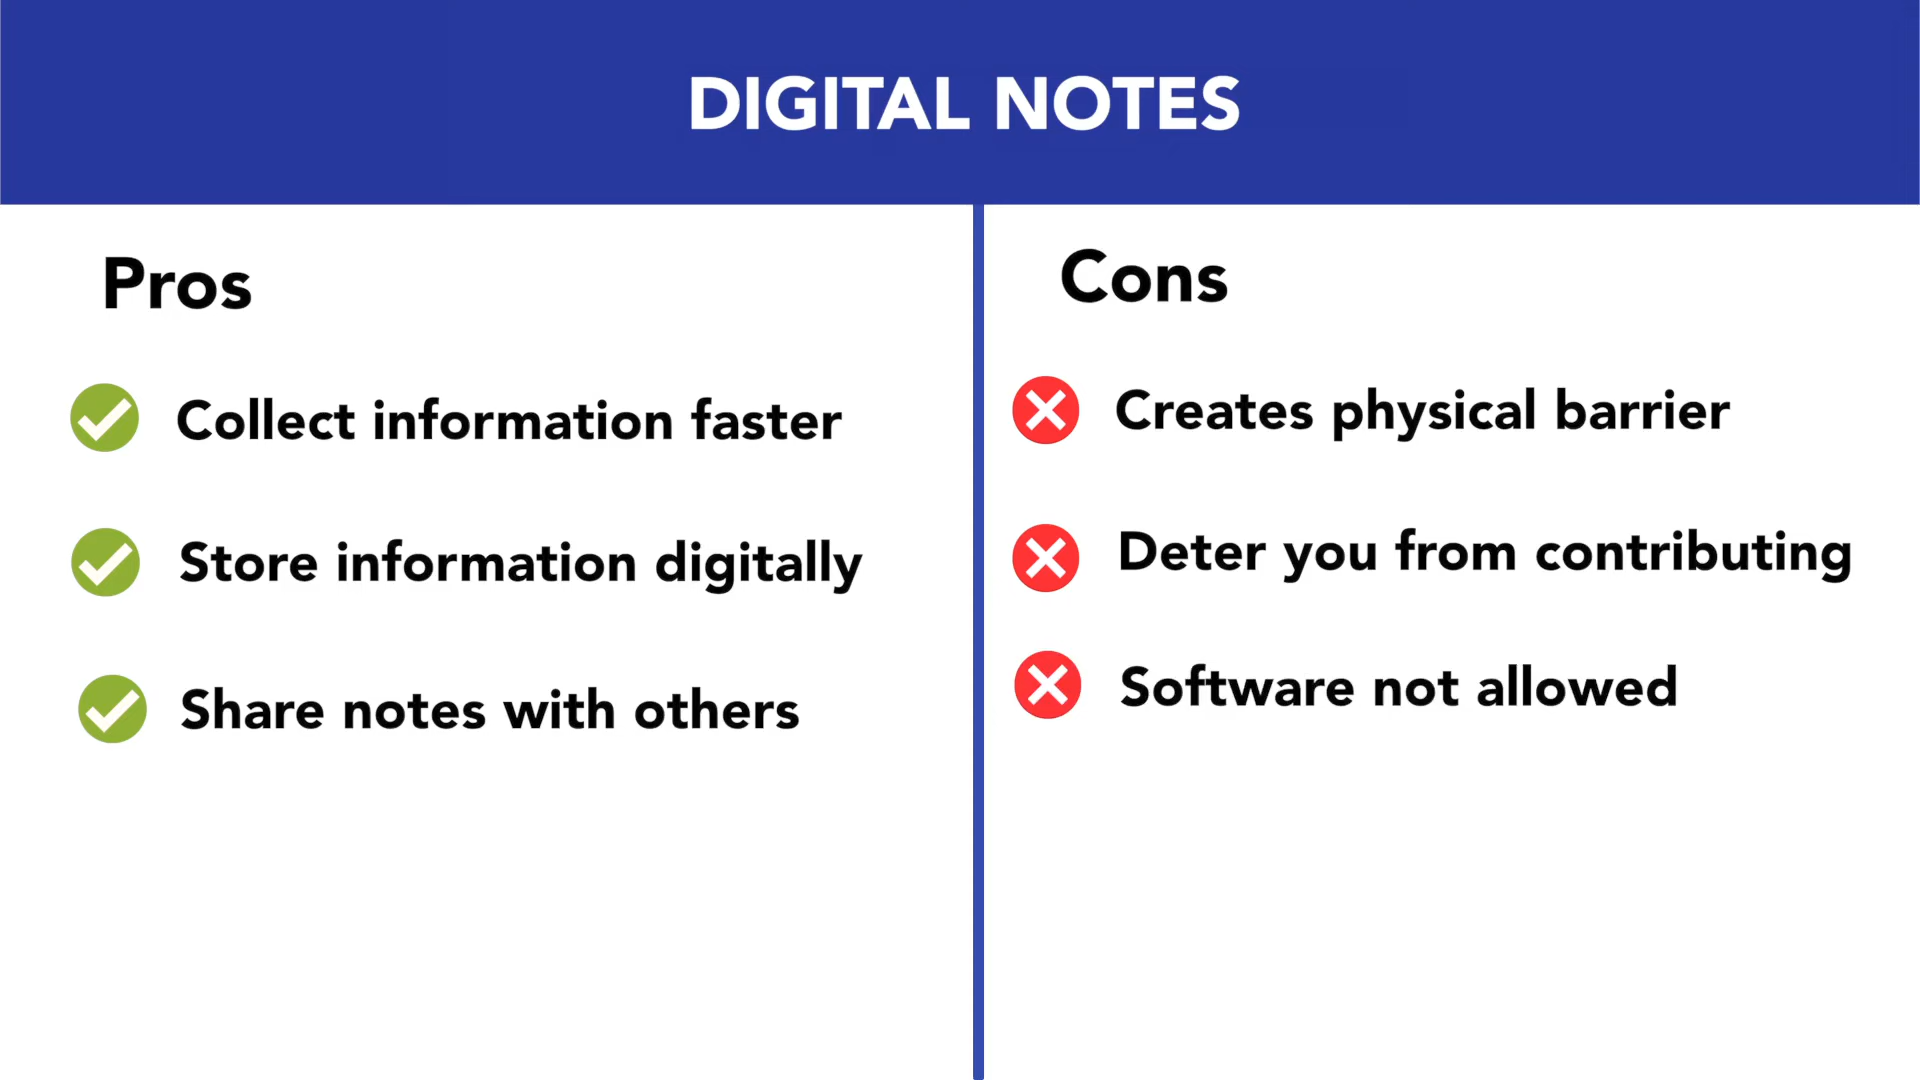 DIGITAL NOTES
Pros
Collect information faster
Store information digitally
Share notes with others
Cons
Creates physical barrier
Deter you from contributing
Software not allowed